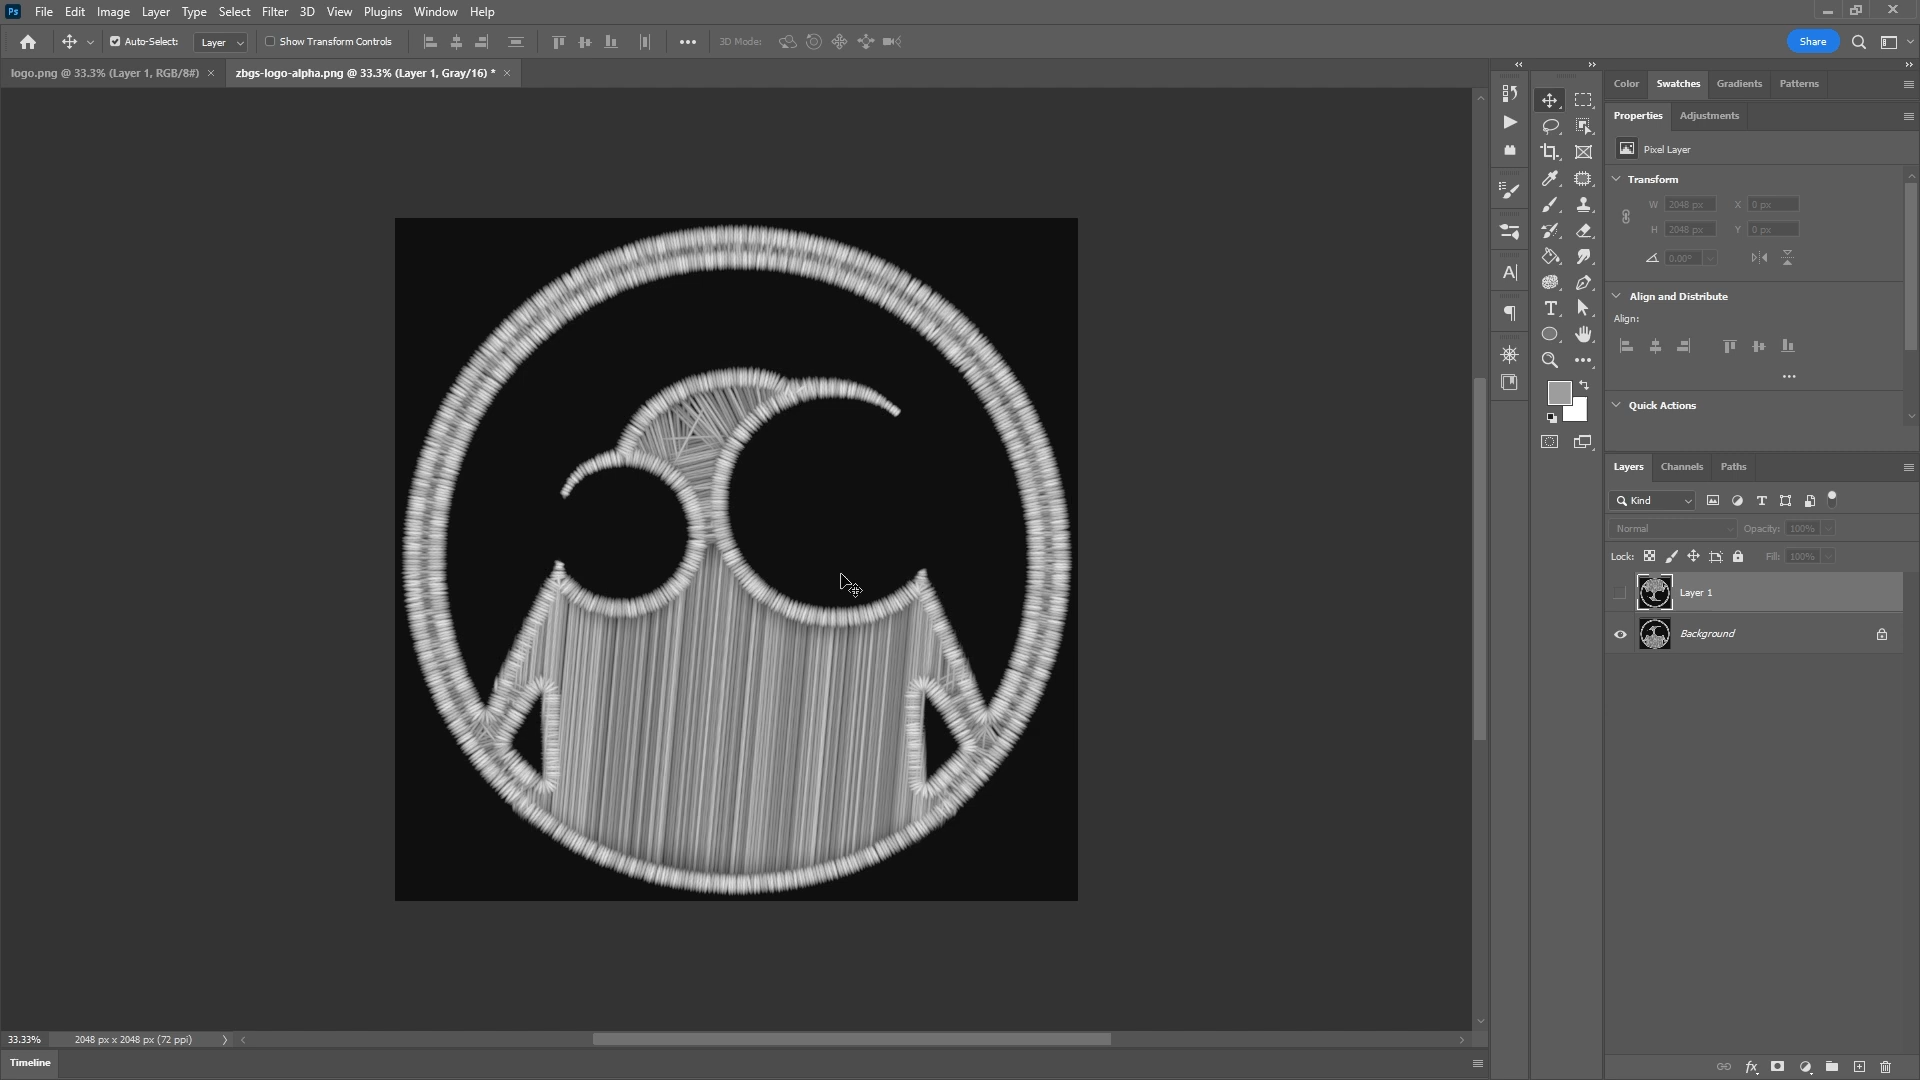 Ps File Edit Image Layer Type Select Filter 3D View Plugins Window Help
Auto-Select: Layer Show Transform Controls 3D Mode: Share
logo.png @ 33.3% (Layer 1, RGB/8#) zbgs-logo-alpha.png @ 33.3% (Layer 1, Gray/16) *
Color Swatches Gradients Patterns
Properties Adjustments
Pixel Layer
Transform
W 2048 px X 0 px
H 2048 px Y 0 px
0.00°
Align and Distribute
Align:
Quick Actions
Layers Channels Paths
Kind
Normal Opacity: 100%
Lock: Fill: 100%
Layer 1
Background
33.33% 2048 px x 2048 px (72 ppi)
Timeline